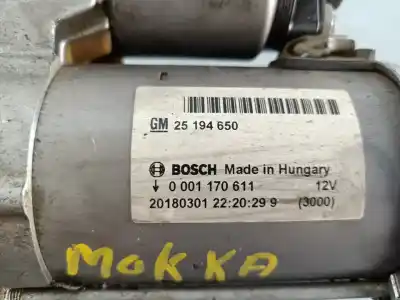 GM 25 194 650
BOSCH Made in Hungary
0 001 170 611 12V
20180301 22:20:29 9 (3000)
MOKKA